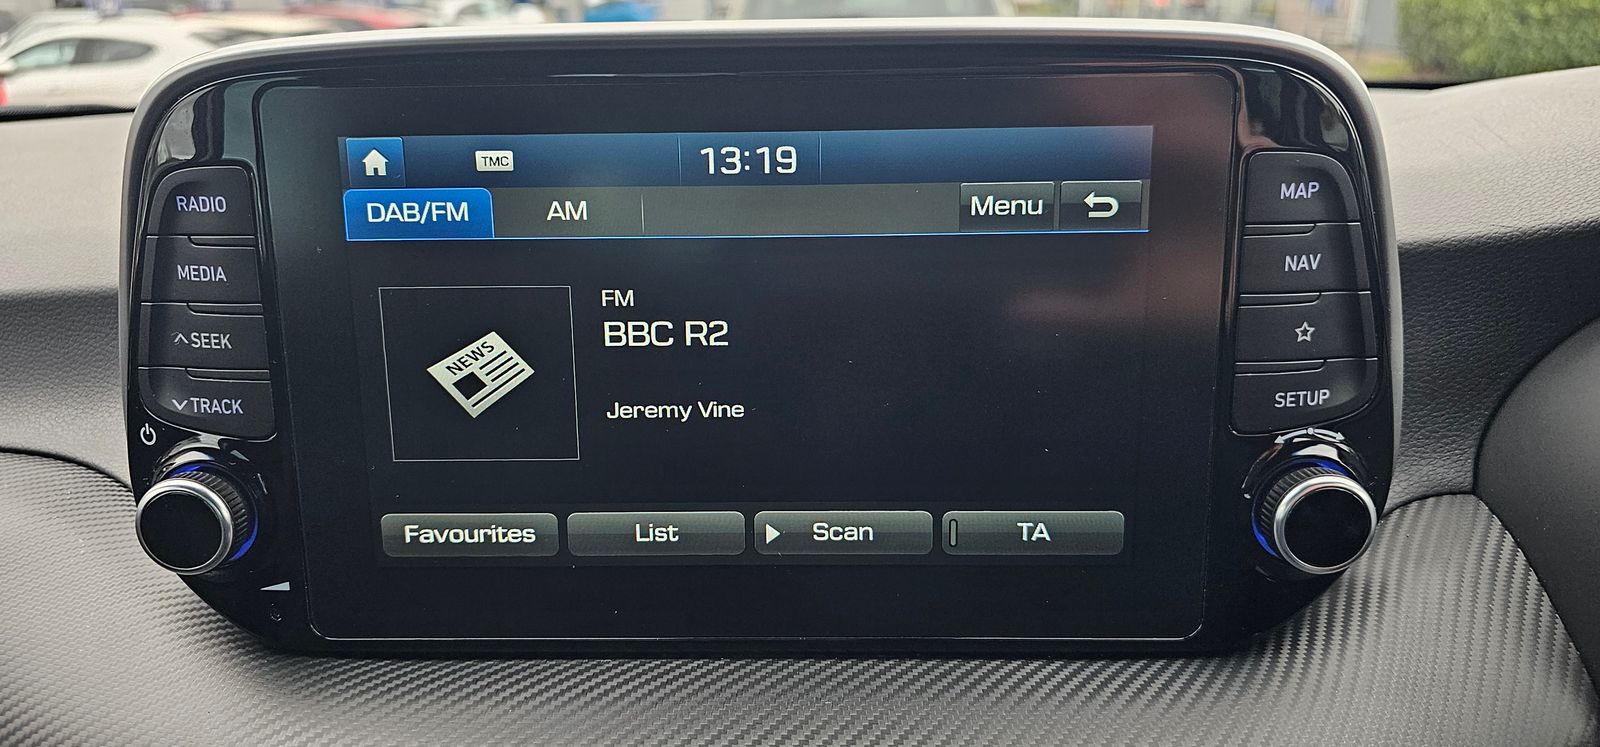 TMC
13:19
DAB/FM AM Menu
RADIO
MEDIA
SEEK
TRACK
NEWS
FM
BBC R2
Jeremy Vine
Favourites List Scan TA
MAP
NAV
SETUP